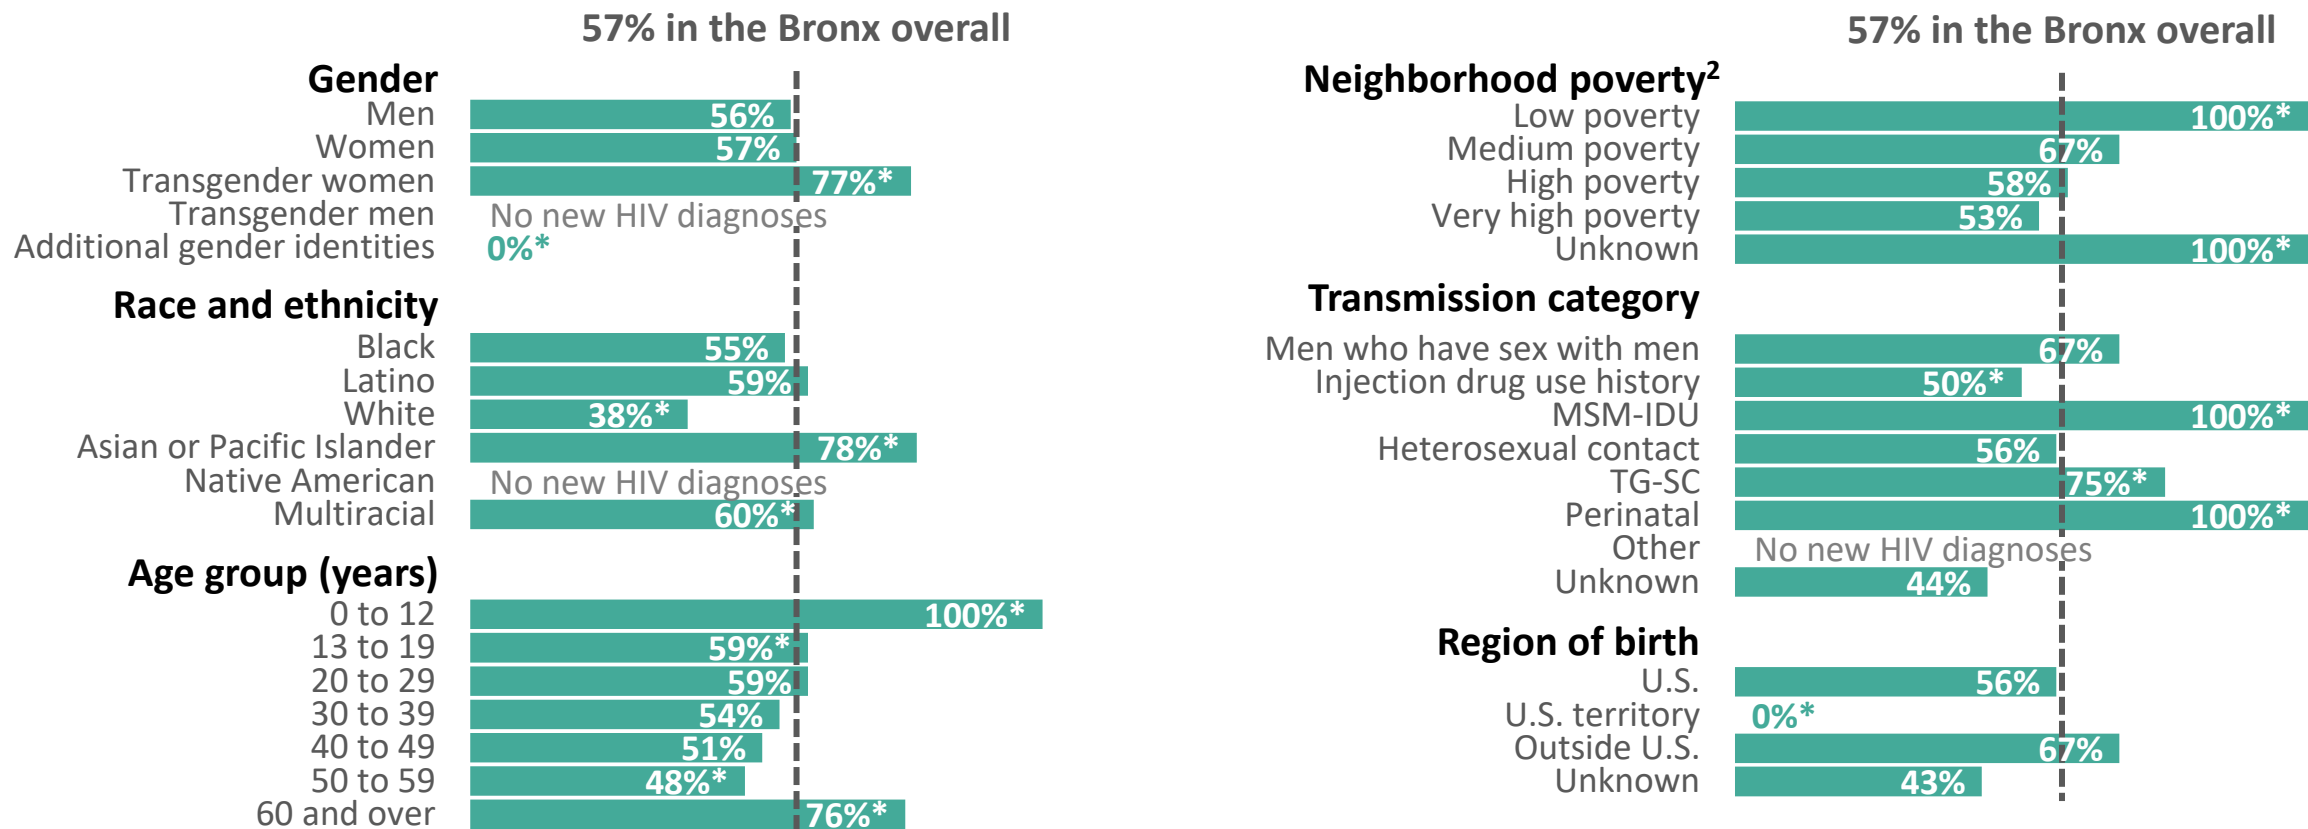 57% in the Bronx overall
Gender
Men 56%
Women 57%
Transgender women 77%*
Transgender men No new HIV diagnoses
Additional gender identities 0%*
Race and ethnicity
Black 55%
Latino 59%
White 38%*
Asian or Pacific Islander 78%*
Native American No new HIV diagnoses
Multiracial 60%*
Age group (years)
0 to 12 100%*
13 to 19 59%*
20 to 29 59%
30 to 39 54%
40 to 49 51%
50 to 59 48%*
60 and over 76%*
57% in the Bronx overall
Neighborhood poverty²
Low poverty 100%*
Medium poverty 67%
High poverty 58%
Very high poverty 53%
Unknown 100%*
Transmission category
Men who have sex with men 67%
Injection drug use history 50%*
MSM-IDU 100%*
Heterosexual contact 56%
TG-SC 75%*
Perinatal 100%*
Other No new HIV diagnoses
Unknown 44%
Region of birth
U.S. 56%
U.S. territory 0%*
Outside U.S. 67%
Unknown 43%